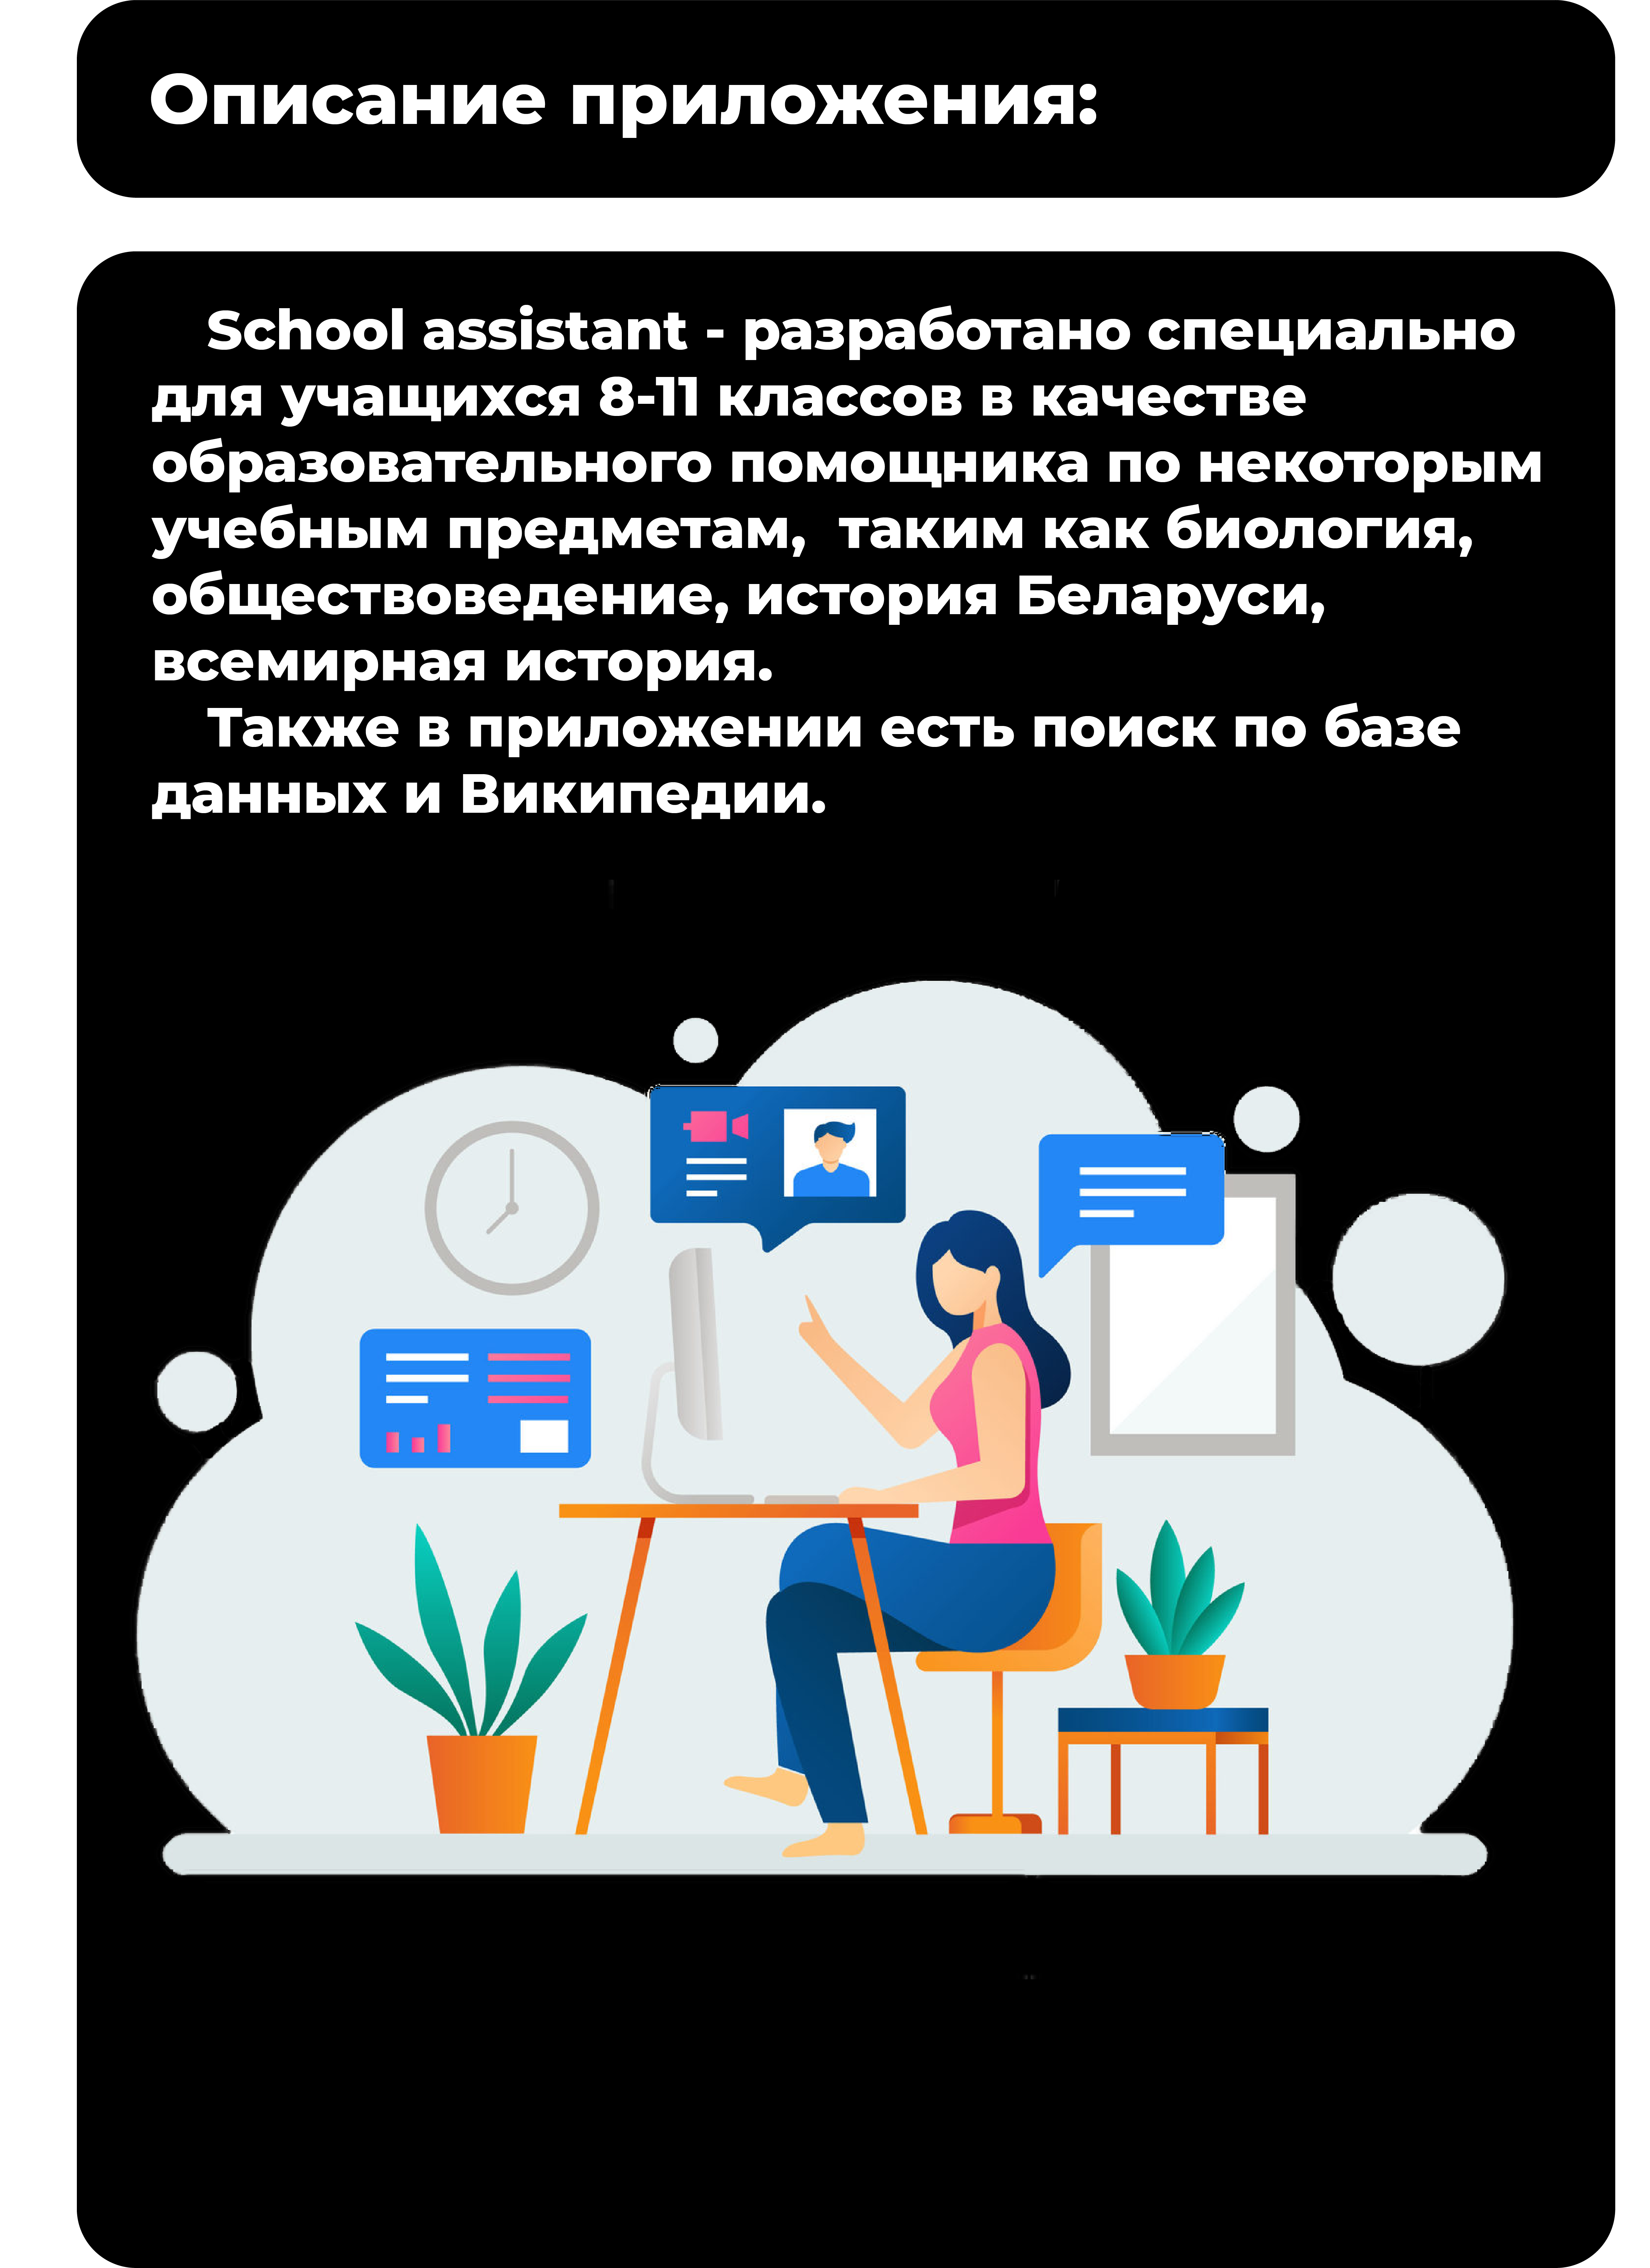 Описание приложения:
School assistant - разработано специально
для учащихся 8-11 классов в качестве
образовательного помощника по некоторым
учебным предметам,  таким как биология,
обществоведение, история Беларуси,
всемирная история.
Также в приложении есть поиск по базе
данных и Википедии.